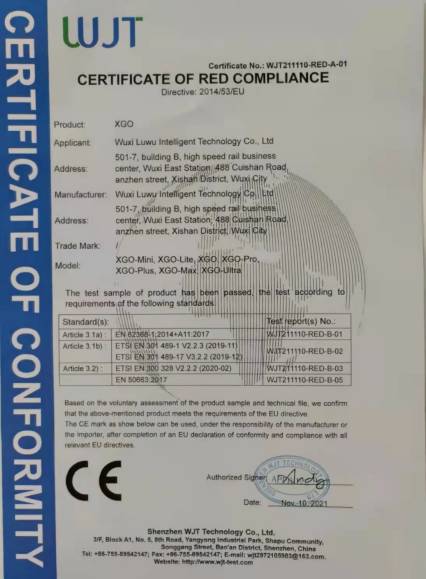 CERTIFICATE OF CONFORMITY
WJT
Certificate No.: WJT211110-RED-A-01
CERTIFICATE OF RED COMPLIANCE
Directive: 2014/53/EU
Product: XGO
Applicant: Wuxi Luwu Intelligent Technology Co., Ltd
Address: 501-7, building B, high speed rail business
center, Wuxi East Station, 488 Cuishan Road,
anzhen street, Xishan District, Wuxi City
Manufacturer: Wuxi Luwu Intelligent Technology Co., Ltd
Address: 501-7, building B, high speed rail business
center, Wuxi East Station, 488 Cuishan Road,
anzhen street, Xishan District, Wuxi City
Trade Mark:
Model: XGO-Mini, XGO-Lite, XGO, XGO-Pro,
XGO-Plus, XGO-Max, XGO-Ultra
The test sample of product has been passed, the test according to
requirements of the following standards.
Standard(s): Test report(s) No.:
Article 3.1a) : EN 62368-1:2014+A11:2017 WJT211110-RED-B-01
Article 3.1b) ETSI EN 301 489-1 V2.2.3 (2019-11)
ETSI EN 301 489-17 V3.2.2 (2019-12) WJT211110-RED-B-02
Article 3.2) : ETSI EN 300 328 V2.2.2 (2020-02) WJT211110-RED-B-03
EN 50663:2017 WJT211110-RED-B-05
Based on the voluntary assessment of the product sample and technical file, we confirm
that the above-mentioned product meets the requirements of the EU directive.
The CE mark as show below can be used, under the responsibility of the manufacturer or
the importer, after completion of an EU declaration of conformity and compliance with all
relevant EU directives.
CE
Authorized Signer:
Date: Nov. 10, 2021
Shenzhen WJT Technology Co., Ltd.
3/F, Block A1, No. 5, 8th Road, Yangyong Industrial Park, Shapu Community,
Songgang Street, Bao'an District, Shenzhen, China
Tel: +86-755-89542147; Fax: +86-755-89542147; E-mail: wjt2872105983@163.com
Website: http://www.wjt-test.com